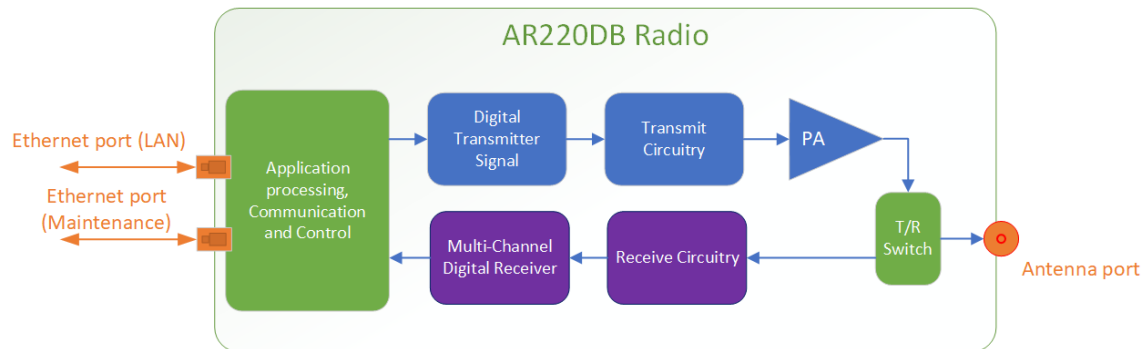 AR220DB Radio
Ethernet port (LAN)
Ethernet port
(Maintenance)
Application
processing,
Communication
and Control
Digital
Transmitter
Signal
Transmit
Circuitry
PA
Multi-Channel
Digital Receiver
Receive Circuitry
T/R
Switch
Antenna port